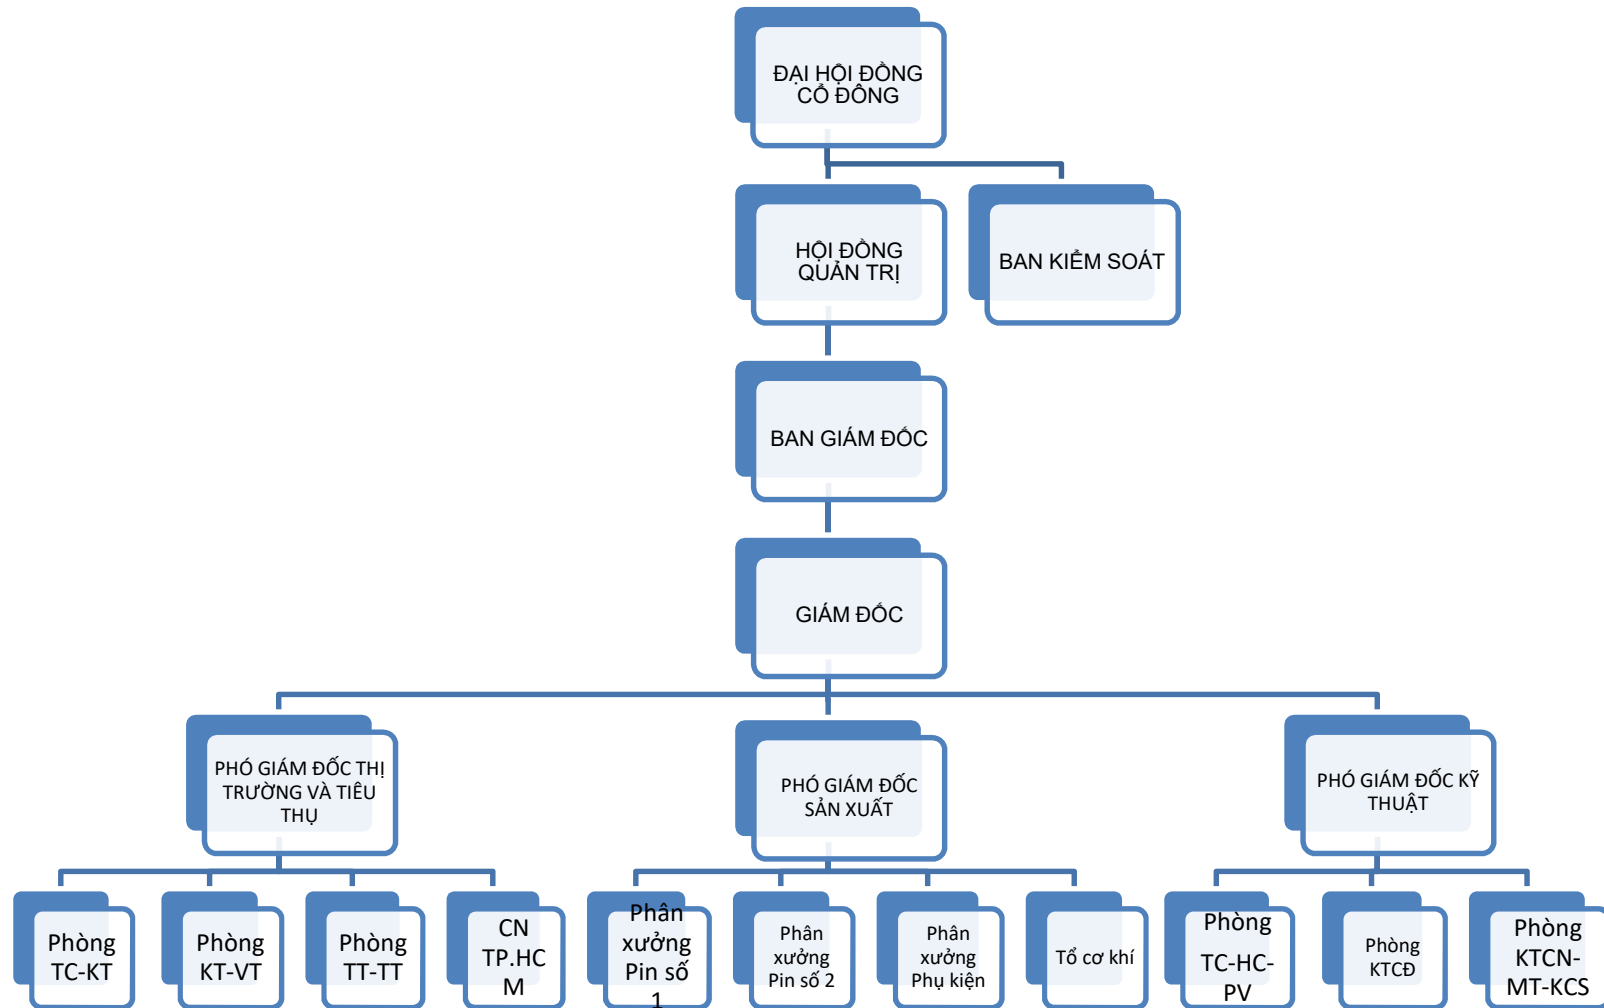 ĐẠI HỘI ĐỒNG
CỔ ĐÔNG
HỘI ĐỒNG
QUẢN TRỊ
BAN KIỂM SOÁT
BAN GIÁM ĐỐC
GIÁM ĐỐC
PHÓ GIÁM ĐỐC THỊ
TRƯỜNG VÀ TIÊU
THỤ
PHÓ GIÁM ĐỐC
SẢN XUẤT
PHÓ GIÁM ĐỐC KỸ
THUẬT
Phòng
TC-KT
Phòng
KT-VT
Phòng
TT-TT
CN
TP.HC
M
Phân
xưởng
Pin số
1
Phân
xưởng
Pin số 2
Phân
xưởng
Phụ kiện
Tổ cơ khí
Phòng
TC-HC-
PV
Phòng
KTCĐ
Phòng
KTCN-
MT-KCS